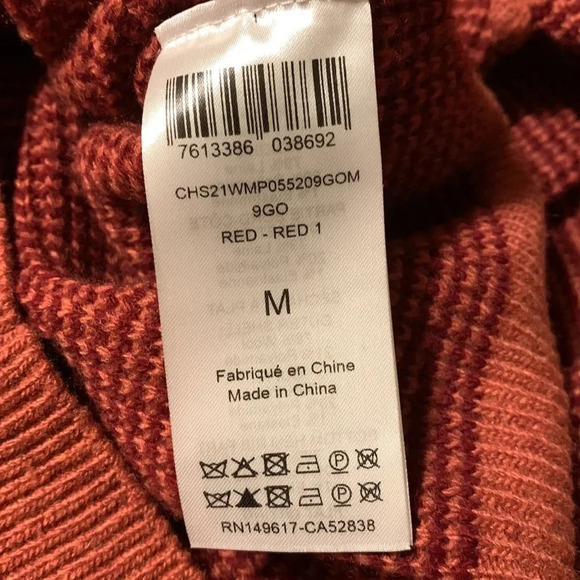 7613386 038692
CHS21WMP055209GOM
9GO
RED - RED 1
M
Fabriqué en Chine
Made in China
P W
P W
RN149617-CA52838